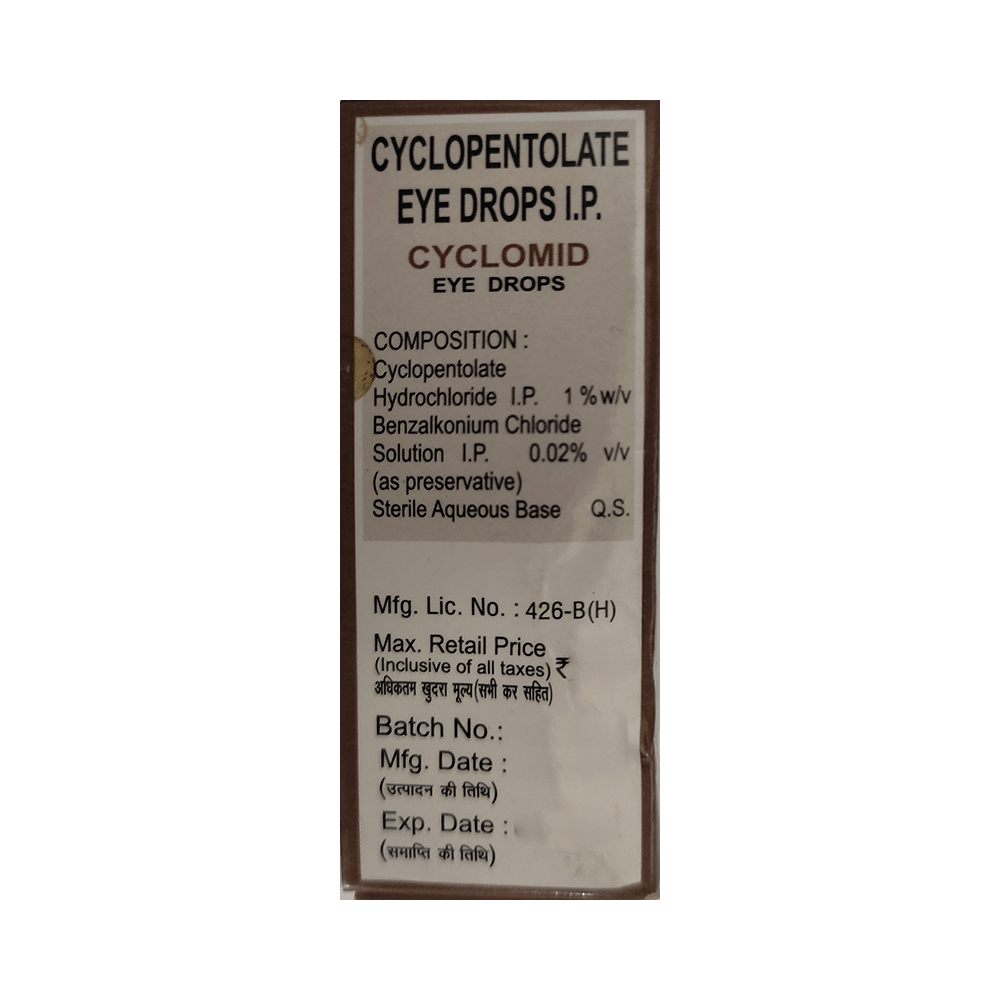 CYCLOPENTOLATE
EYE DROPS I.P.
CYCLOMID
EYE DROPS
COMPOSITION :
Cyclopentolate
Hydrochloride I.P. 1 % w/v
Benzalkonium Chloride
Solution I.P. 0.02% v/v
(as preservative)
Sterile Aqueous Base Q.S.
Mfg. Lic. No. : 426-B(H)
Max. Retail Price
(Inclusive of all taxes) ₹
अधिकतम खुदरा मूल्य(सभी कर सहित)
Batch No.:
Mfg. Date :
(उत्पादन की तिथि)
Exp. Date :
(समाप्ति की तिथि)